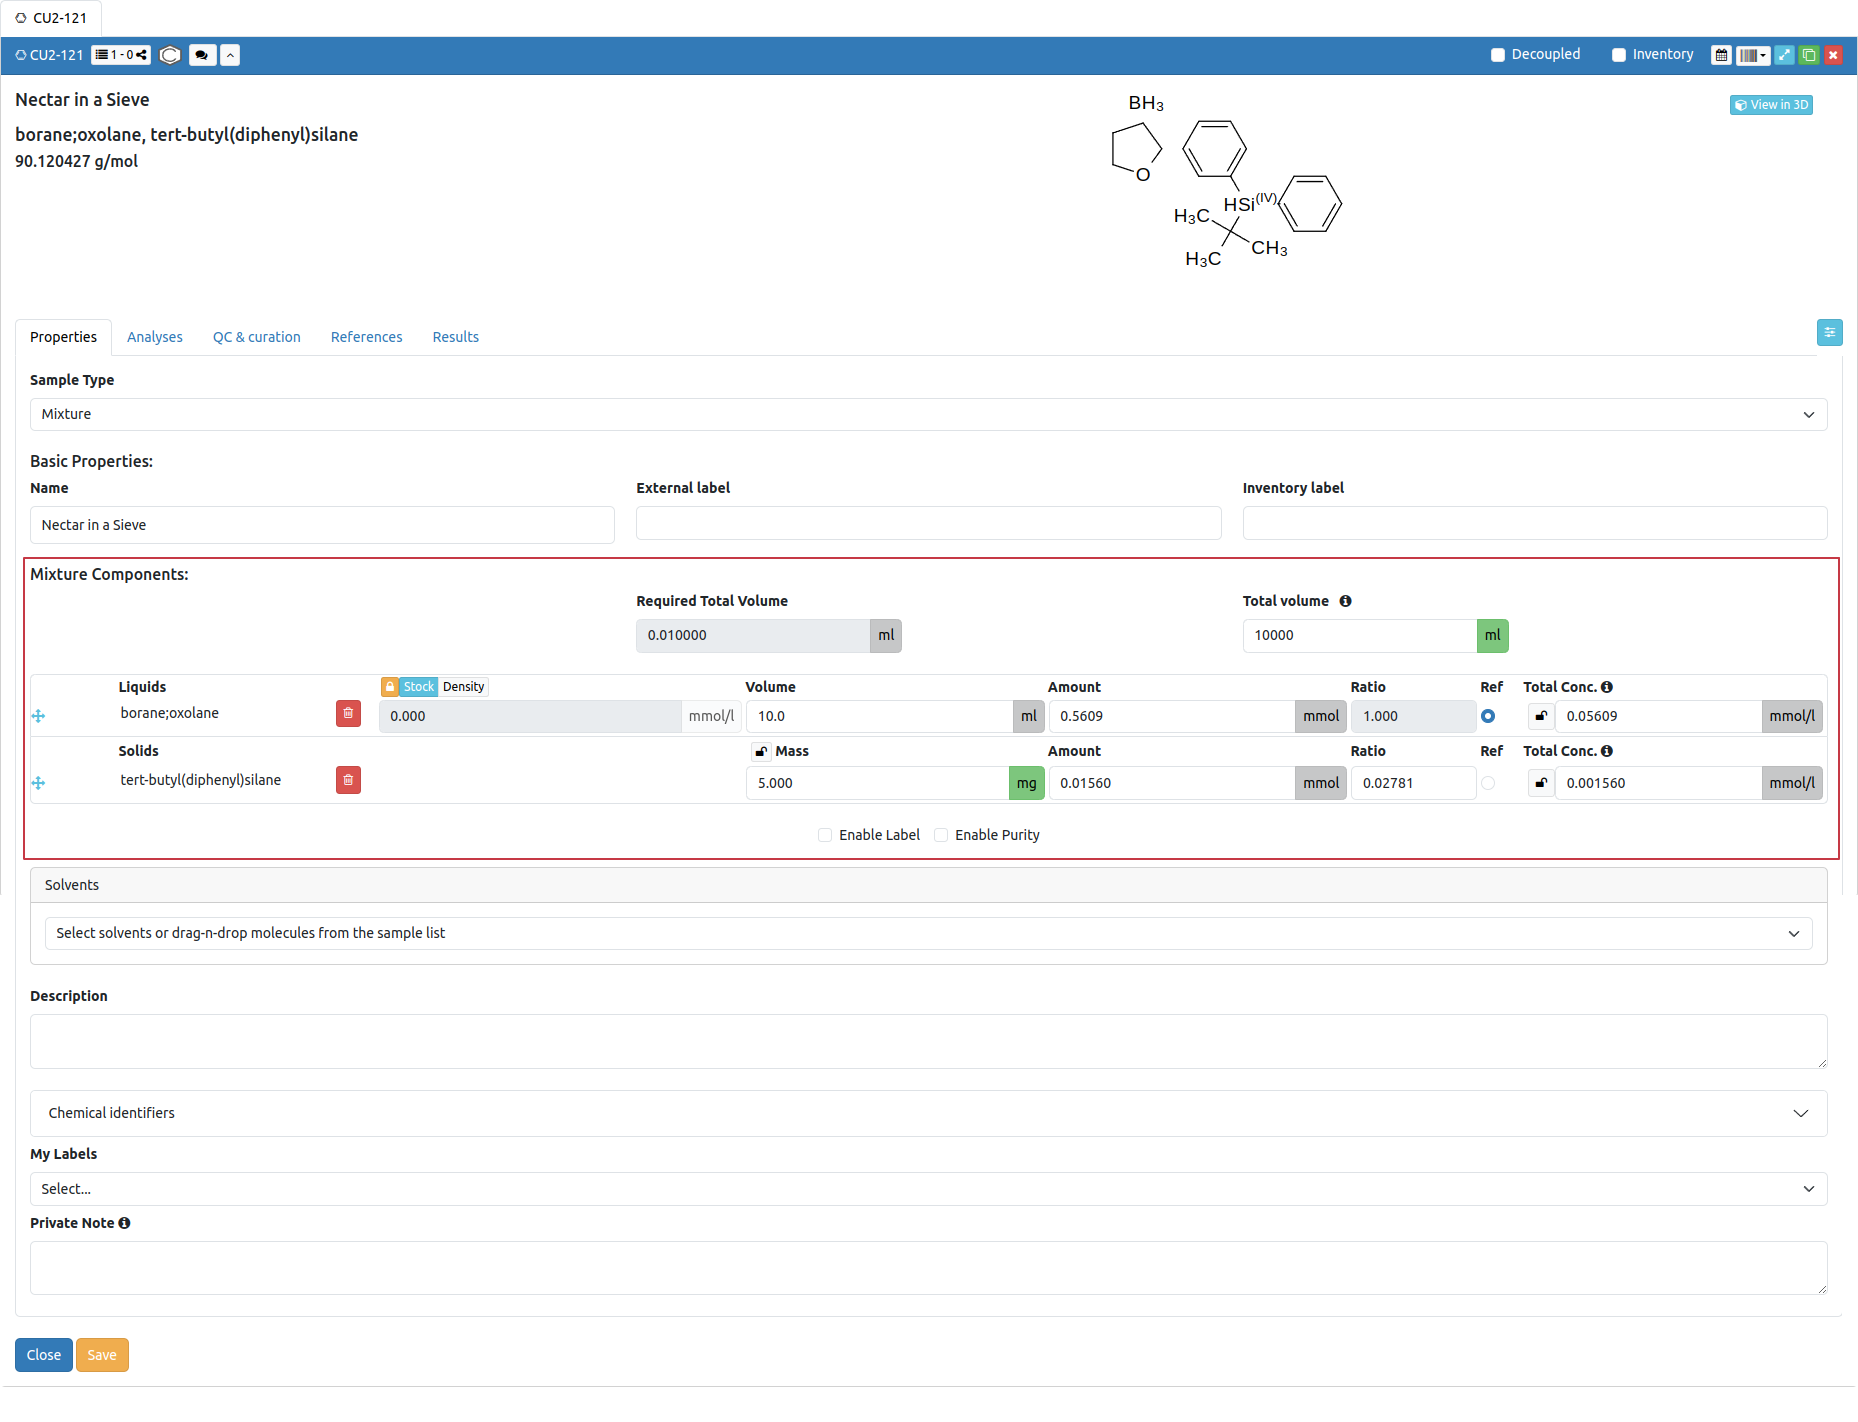 CU2-121
CU2-121 1 - 0 C Decoupled Inventory
Nectar in a Sieve
borane;oxolane, tert-butyl(diphenyl)silane
90.120427 g/mol
View in 3D
BH3
O
HSi(IV)
H3C
CH3
H3C
Properties Analyses QC & curation References Results
Sample Type
Mixture
Basic Properties:
Name External label Inventory label
Nectar in a Sieve
Mixture Components:
Required Total Volume Total volume
0.010000 ml 10000 ml
Liquids Stock Density Volume Amount Ratio Ref Total Conc.
borane;oxolane 0.000 mmol/l 10.0 ml 0.5609 mmol 1.000 0.05609 mmol/l
Solids Mass Amount Ratio Ref Total Conc.
tert-butyl(diphenyl)silane 5.000 mg 0.01560 mmol 0.02781 0.001560 mmol/l
Enable Label Enable Purity
Solvents
Select solvents or drag-n-drop molecules from the sample list
Description
Chemical identifiers
My Labels
Select...
Private Note
Close Save